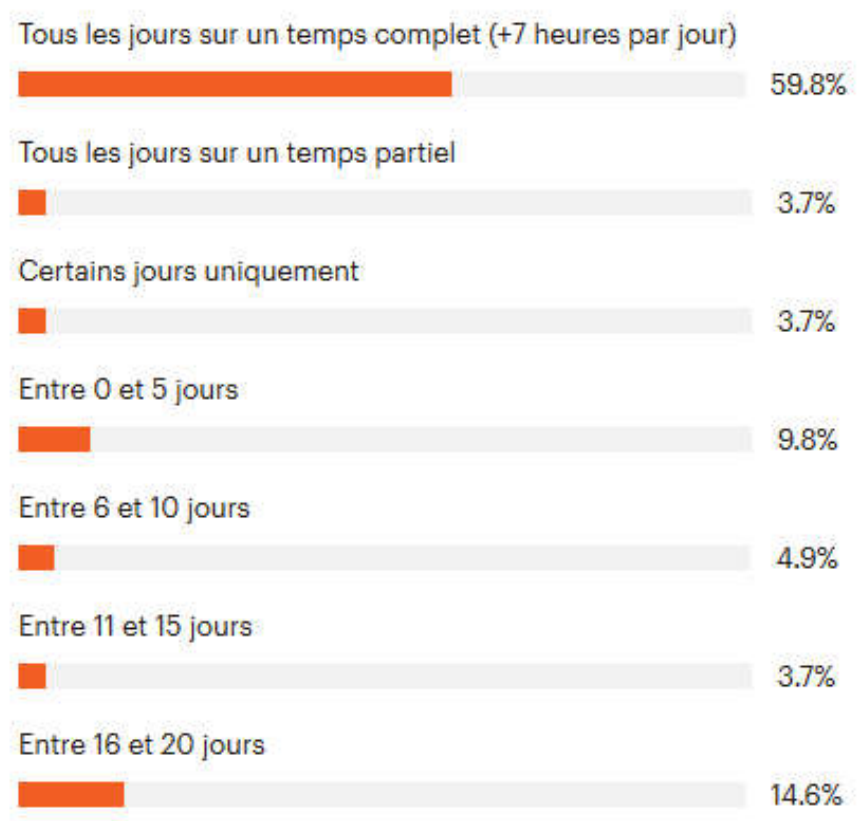 Tous les jours sur un temps complet (+7 heures par jour)
59.8%
Tous les jours sur un temps partiel
3.7%
Certains jours uniquement
3.7%
Entre 0 et 5 jours
9.8%
Entre 6 et 10 jours
4.9%
Entre 11 et 15 jours
3.7%
Entre 16 et 20 jours
14.6%